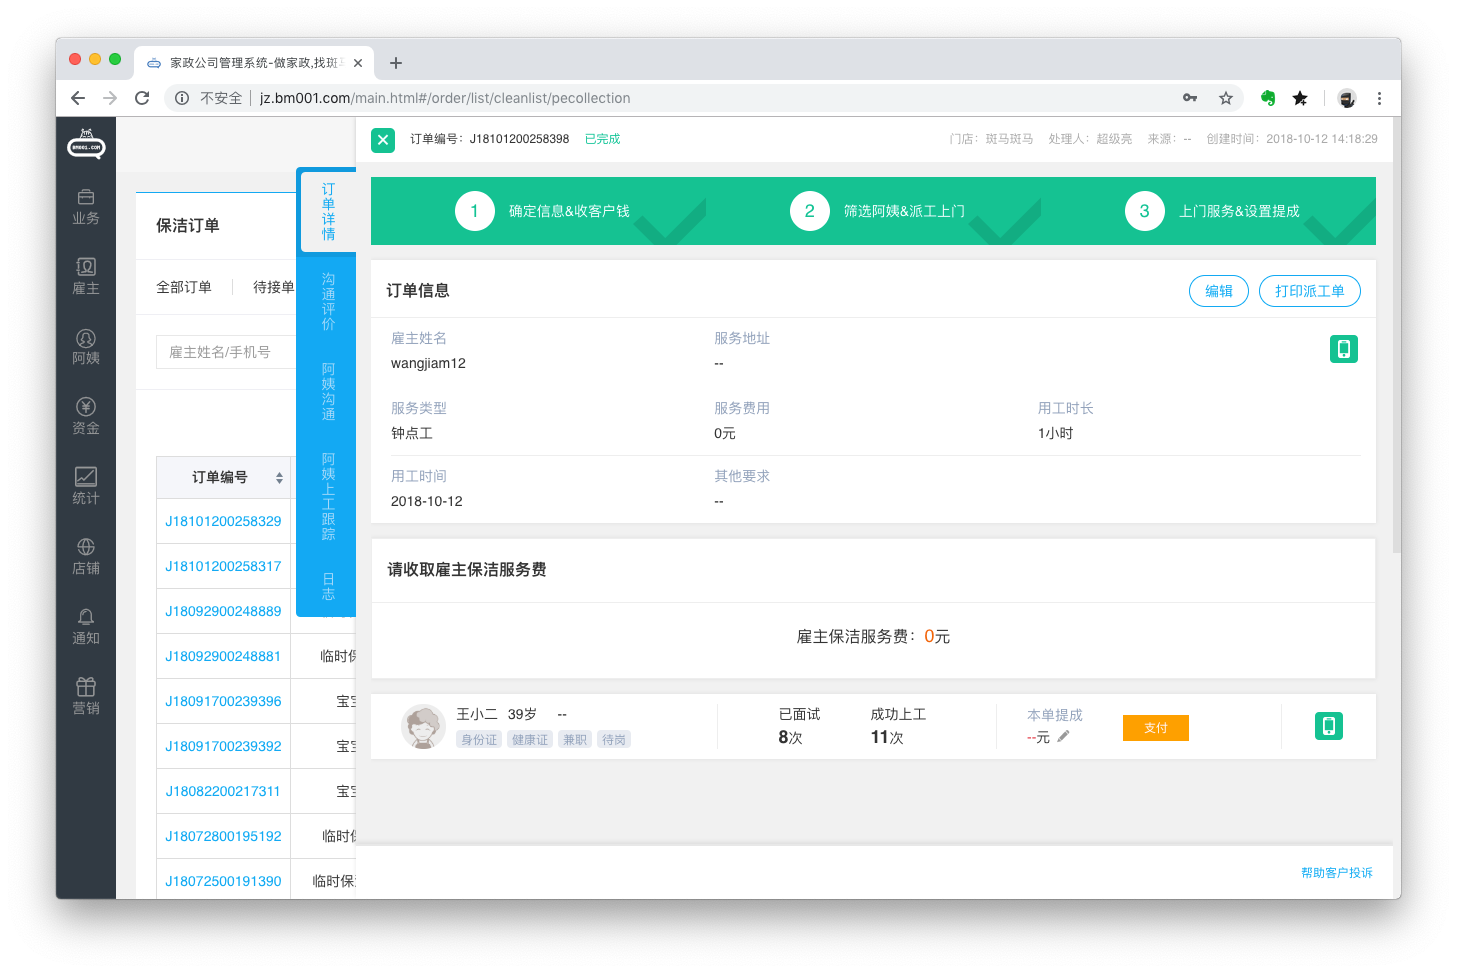 家政公司管理系统-做家政,找斑
不安全 | jz.bm001.com/main.html#/order/list/cleanlist/pecollection
BM001.COM
业务
雇主
阿姨
资金
统计
店铺
通知
营销
保洁订单
全部订单 待接单
雇主姓名/手机号
订单编号
J18101200258329
J18101200258317
J18092900248889
J18092900248881 临时保
J18091700239396 宝宝
J18091700239392 宝宝
J18082200217311 宝宝
J18072800195192 临时保
J18072500191390 临时保洁
订单详情
沟通评价
阿姨沟通
阿姨上工跟踪
日志
订单编号：J18101200258398 已完成 门店：斑马斑马 处理人：超级亮 来源：-- 创建时间：2018-10-12 14:18:29
1 确定信息&收客户钱 2 筛选阿姨&派工上门 3 上门服务&设置提成
订单信息 编辑 打印派工单
雇主姓名 服务地址
wangjiam12 --
服务类型 服务费用 用工时长
钟点工 0元 1小时
用工时间 其他要求
2018-10-12 --
请收取雇主保洁服务费
雇主保洁服务费：0元
王小二 39岁 -- 已面试 成功上工 本单提成
身份证 健康证 兼职 待岗 8次 11次 --元 支付
帮助客户投诉